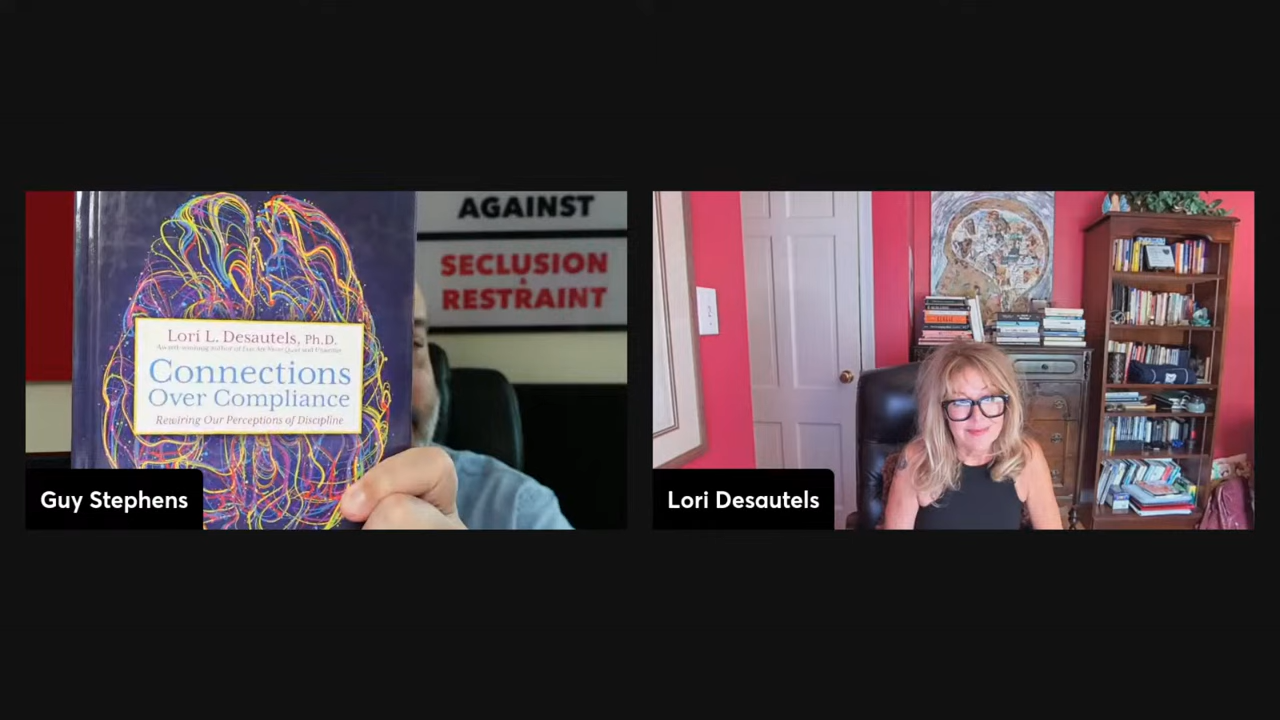 AGAINST
SECLUSION
RESTRAINT
Lori L. Desautels, Ph.D.
Connections
Over Compliance
Rewiring Our Perceptions of Discipline
Guy Stephens
Lori Desautels